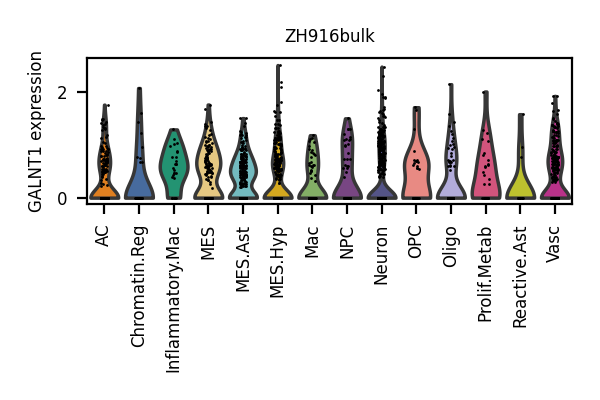 ZH916bulk
GALNT1 expression
2
0
AC
Chromatin.Reg
Inflammatory.Mac
MES
MES.Ast
MES.Hyp
Mac
NPC
Neuron
OPC
Oligo
Prolif.Metab
Reactive.Ast
Vasc